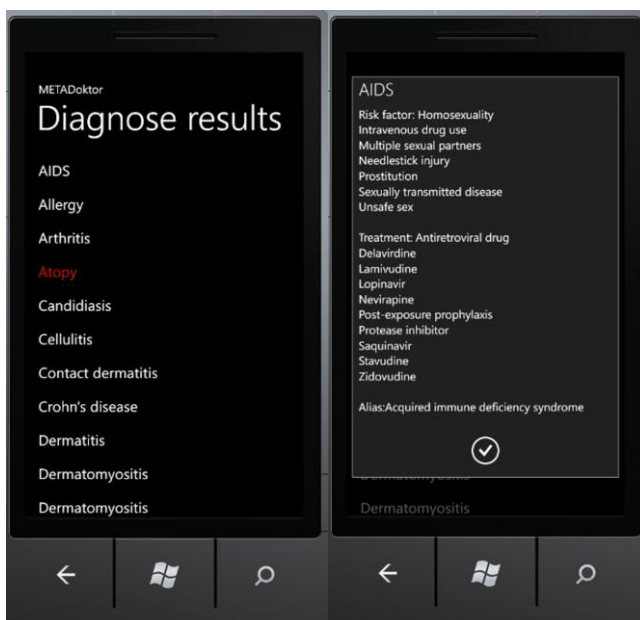 METADoktor
Diagnose results
AIDS
Allergy
Arthritis
Atopy
Candidiasis
Cellulitis
Contact dermatitis
Crohn's disease
Dermatitis
Dermatomyositis
Dermatomyositis
AIDS
Risk factor: Homosexuality
Intravenous drug use
Multiple sexual partners
Needlestick injury
Prostitution
Sexually transmitted disease
Unsafe sex
Treatment: Antiretroviral drug
Delavirdine
Lamivudine
Lopinavir
Nevirapine
Post-exposure prophylaxis
Protease inhibitor
Saquinavir
Stavudine
Zidovudine
Alias:Acquired immune deficiency syndrome
Dermatomyositis